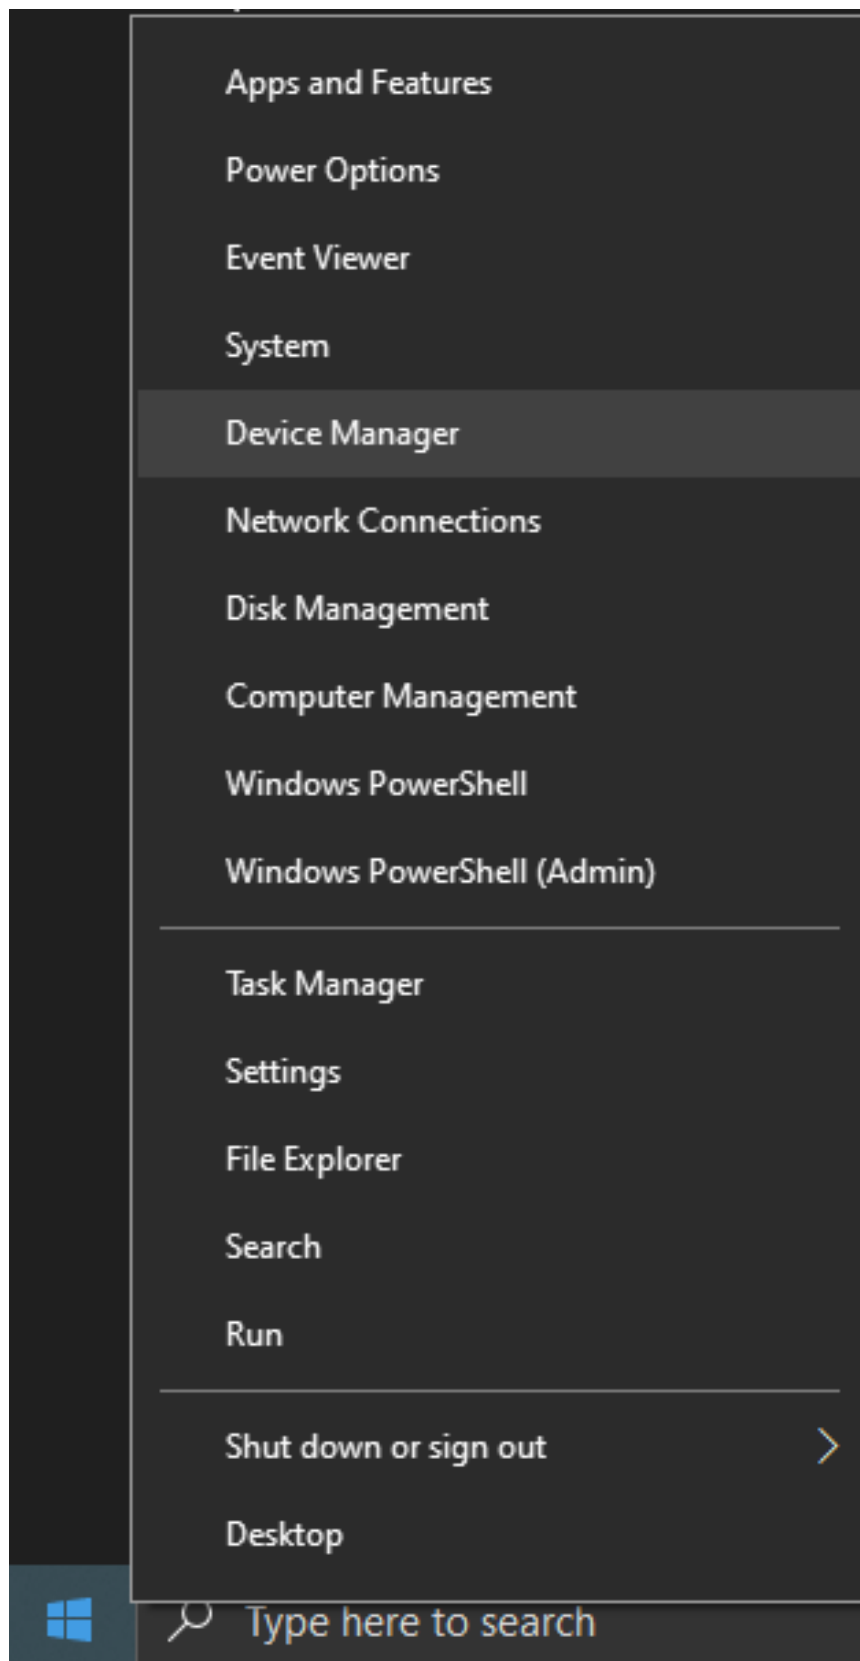 Apps and Features
Power Options
Event Viewer
System
Device Manager
Network Connections
Disk Management
Computer Management
Windows PowerShell
Windows PowerShell (Admin)
Task Manager
Settings
File Explorer
Search
Run
Shut down or sign out
Desktop
Type here to search